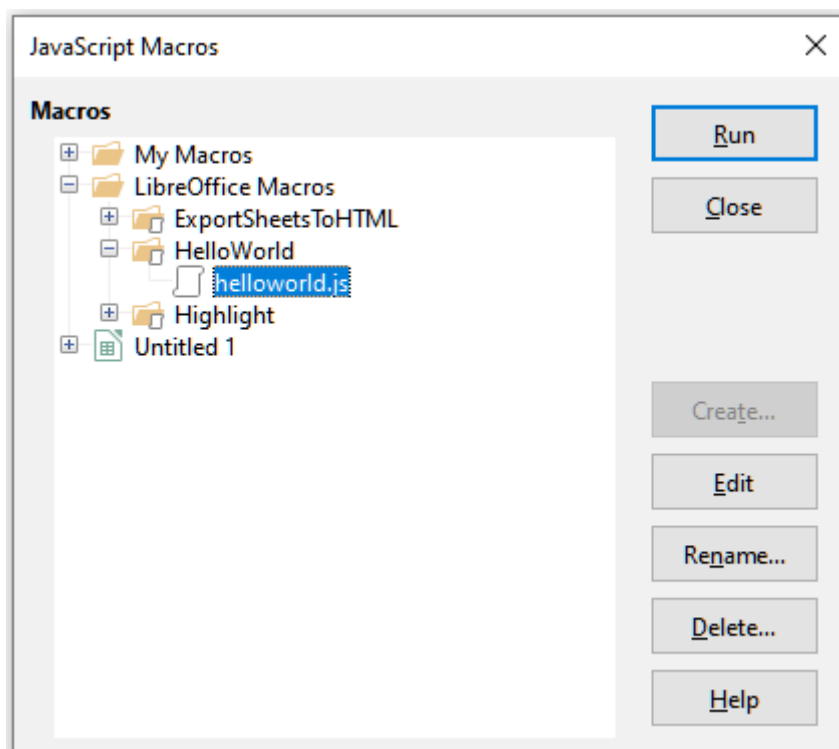 JavaScript Macros
Macros
My Macros
LibreOffice Macros
ExportSheetsToHTML
HelloWorld
helloworld.js
Highlight
Untitled 1
Run
Close
Create...
Edit
Rename...
Delete...
Help